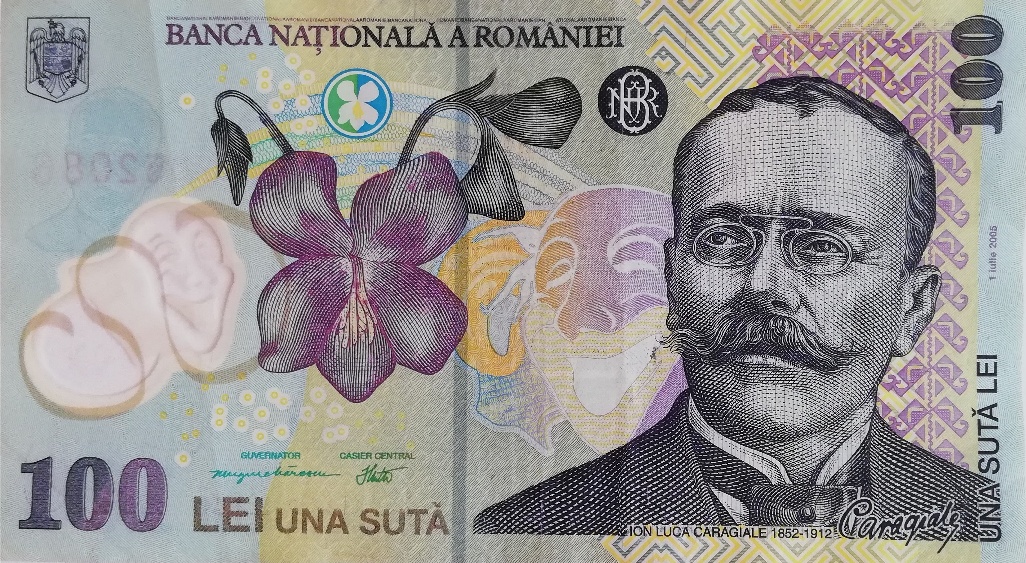 BANCA NAȚIONALĂ A ROMÂNIEI
100
1 iulie 2005
GUVERNATOR
CASIER CENTRAL
100 LEI UNA SUTĂ
ION LUCA CARAGIALE 1852-1912
Caragiale
UNA SUTĂ LEI